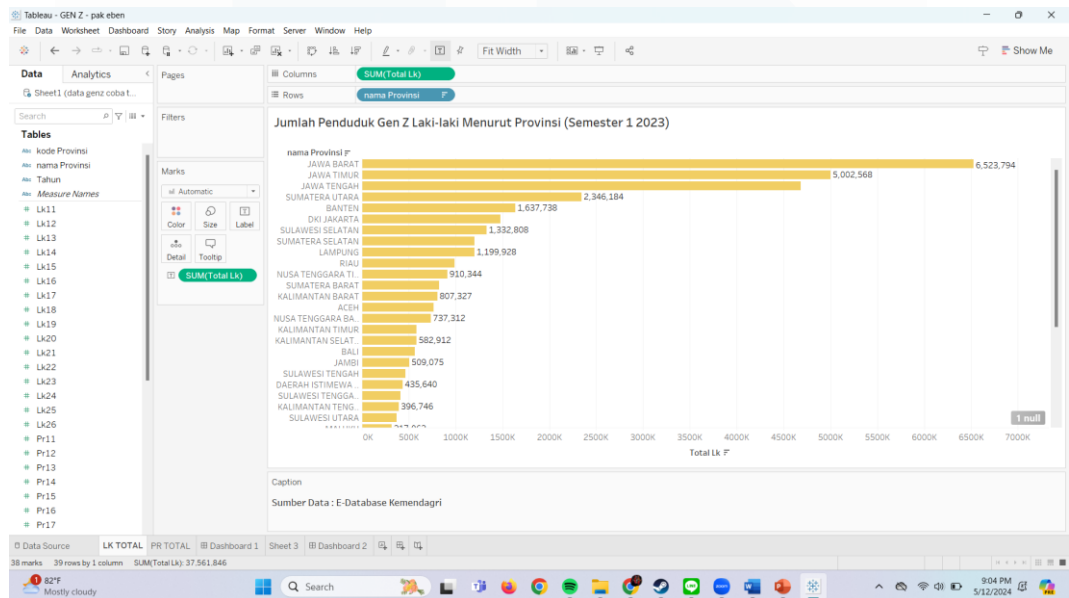 Tableau - GEN Z - pak eben
File Data Worksheet Dashboard Story Analysis Map Format Server Window Help
Fit Width
Show Me
Data Analytics
Sheet1 (data genz coba t...
Search
Tables
Abc kode Provinsi
Abc nama Provinsi
Abc Tahun
Abc Measure Names
# Lk11
# Lk12
# Lk13
# Lk14
# Lk15
# Lk16
# Lk17
# Lk18
# Lk19
# Lk20
# Lk21
# Lk22
# Lk23
# Lk24
# Lk25
# Lk26
# Pr11
# Pr12
# Pr13
# Pr14
# Pr15
# Pr16
# Pr17
Pages
Filters
Marks
Automatic
Color Size Label
Detail Tooltip
SUM(Total Lk)
Columns SUM(Total Lk)
Rows nama Provinsi
Jumlah Penduduk Gen Z Laki-laki Menurut Provinsi (Semester 1 2023)
nama Provinsi
JAWA BARAT 6,523,794
JAWA TIMUR 5,002,568
JAWA TENGAH
SUMATERA UTARA 2,346,184
BANTEN 1,637,738
DKI JAKARTA
SULAWESI SELATAN 1,332,808
SUMATERA SELATAN
LAMPUNG 1,199,928
RIAU
NUSA TENGGARA TI... 910,344
SUMATERA BARAT
KALIMANTAN BARAT 807,327
ACEH
NUSA TENGGARA BA... 737,312
KALIMANTAN TIMUR
KALIMANTAN SELAT... 582,912
BALI
JAMBI 509,075
SULAWESI TENGAH
DAERAH ISTIMEWA ... 435,640
SULAWESI TENGGA...
KALIMANTAN TENG... 396,746
SULAWESI UTARA
1 null
0K 500K 1000K 1500K 2000K 2500K 3000K 3500K 4000K 4500K 5000K 5500K 6000K 6500K 7000K
Total Lk
Caption
Sumber Data : E-Database Kemendagri
Data Source LK TOTAL PR TOTAL Dashboard 1 Sheet 3 Dashboard 2
38 marks 39 rows by 1 column SUM(Total Lk): 37,561,846
1
82°F
Mostly cloudy
Search
9:04 PM
5/12/2024